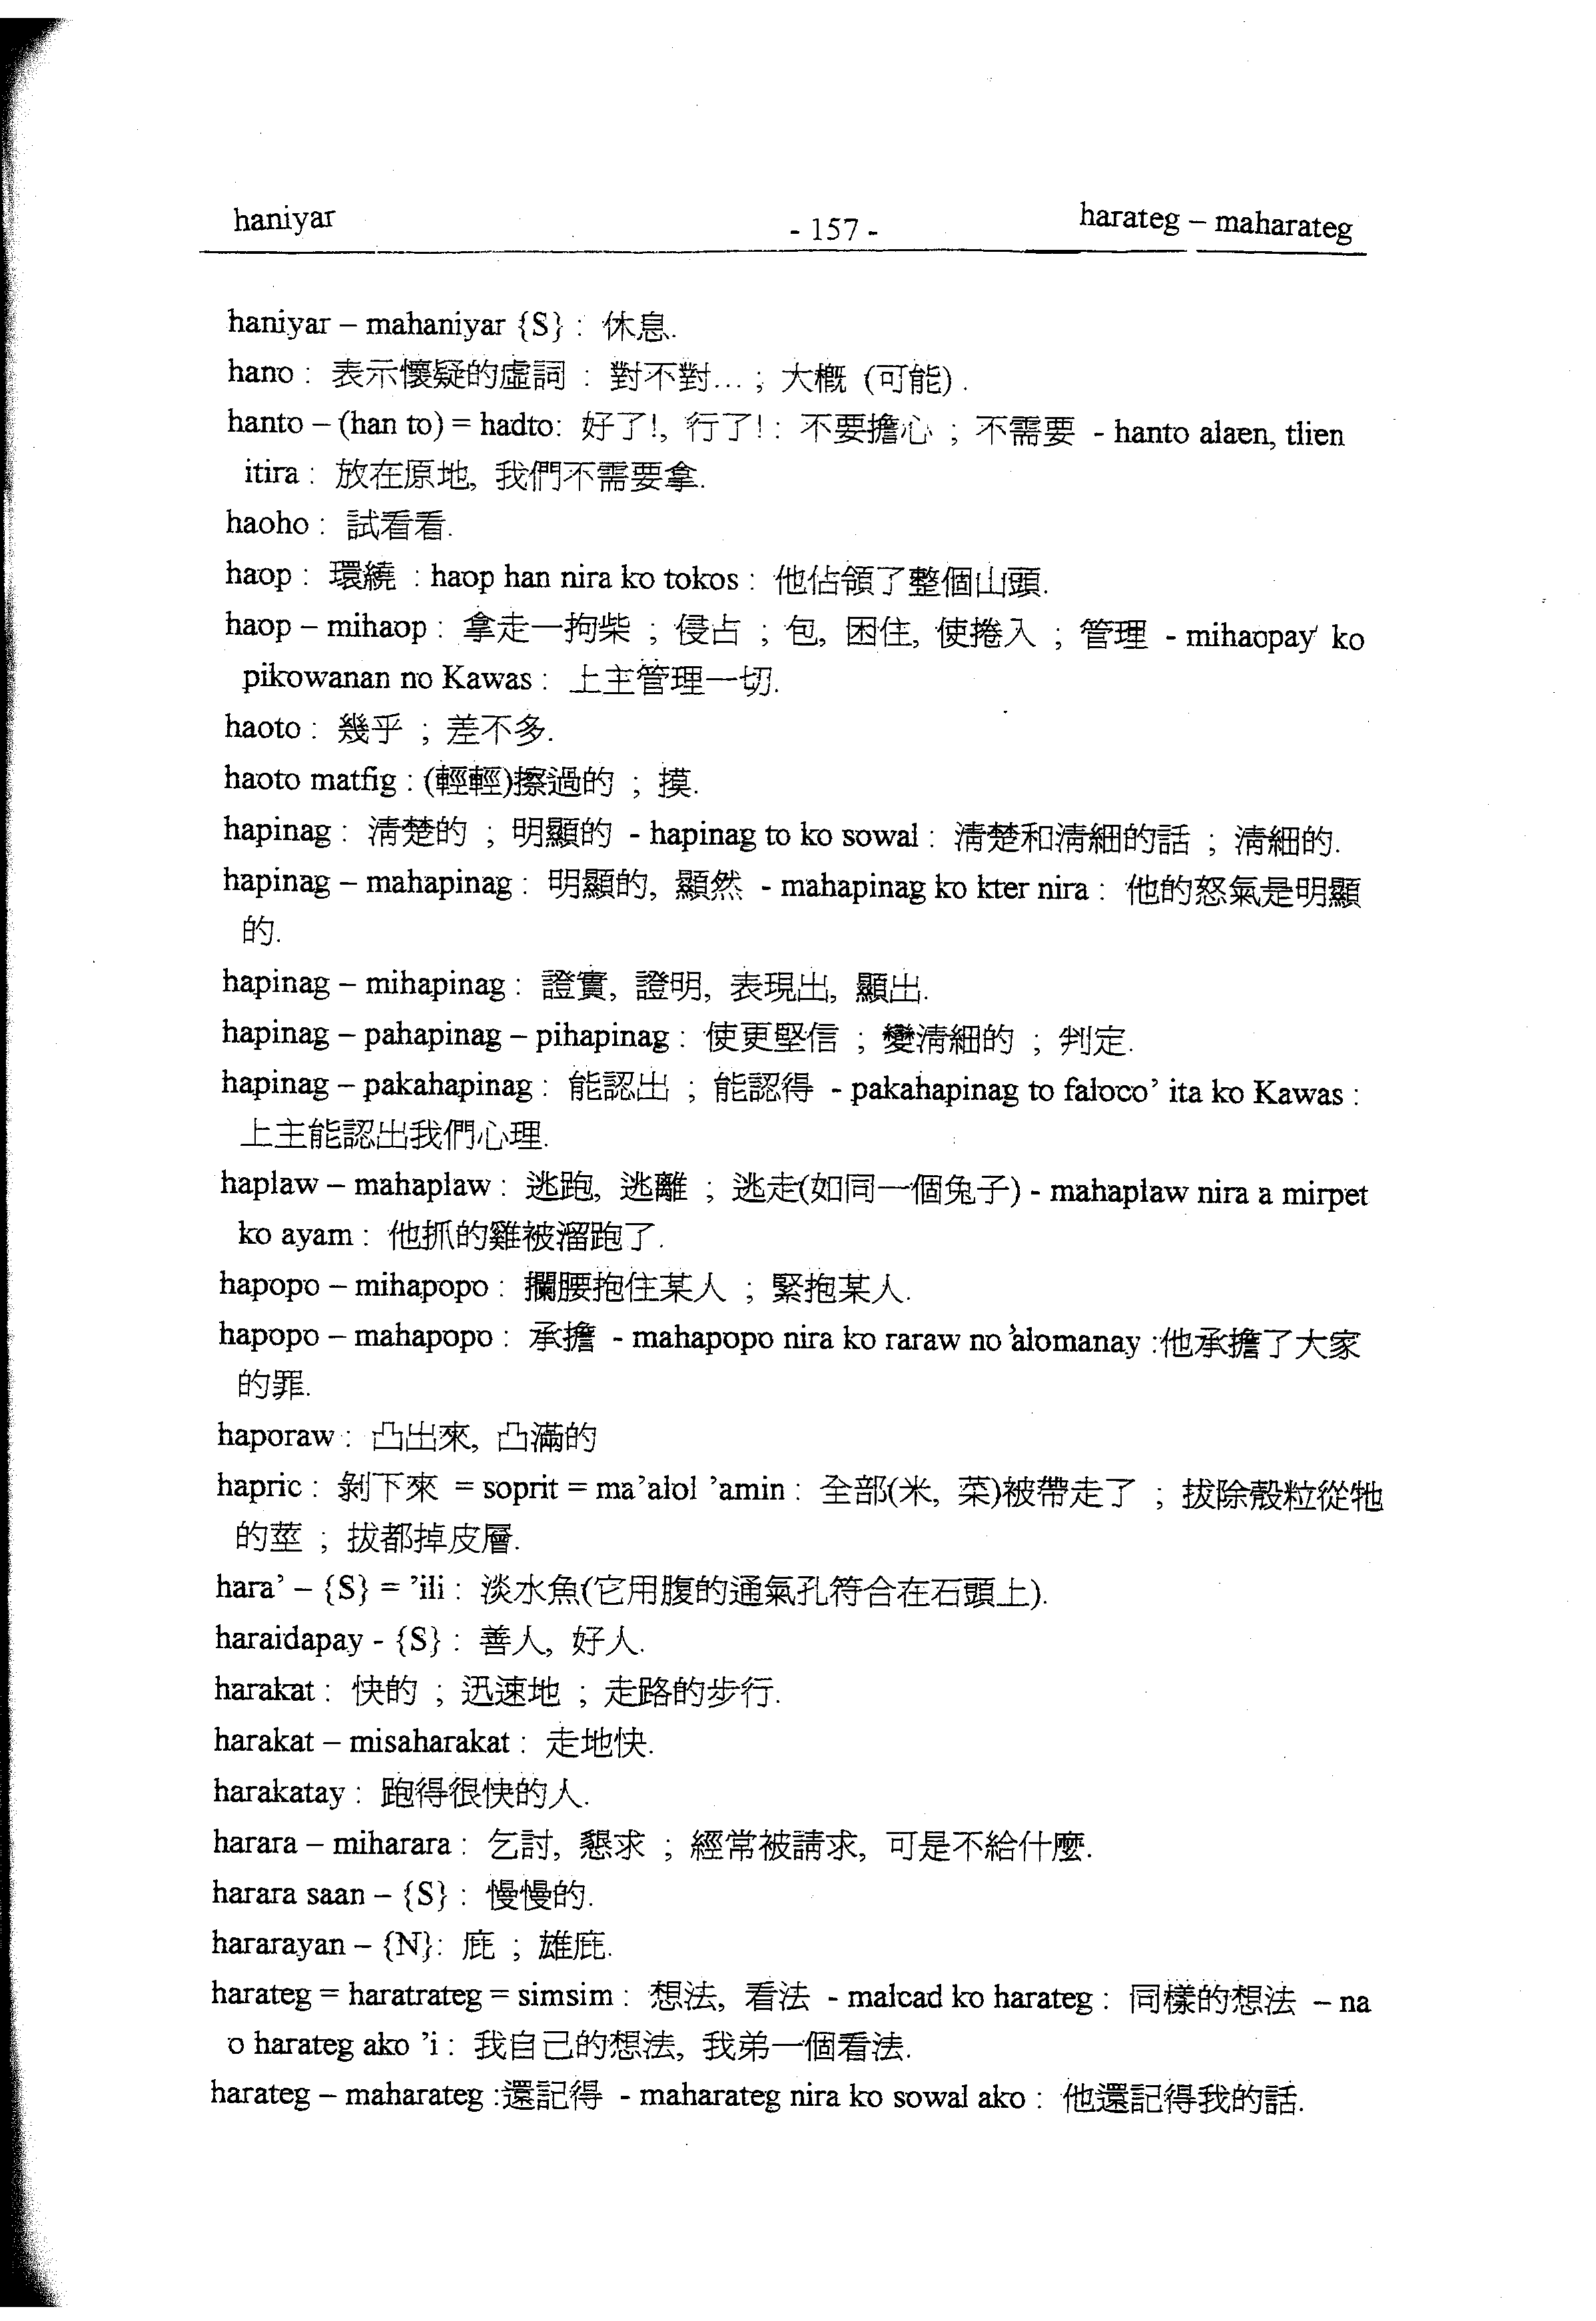 haniyar
- 157 -
harateg – maharateg
haniyar – mahaniyar {S} : 休息.
hano : 表示懷疑的虛詞 : 對不對... ; 大概 (可能) .
hanto – (han to) = hadto: 好了!, 行了! : 不要擔心 ; 不需要 - hanto alaen, tlien
itira : 放在原地, 我們不需要拿.
haoho : 試看看.
haop : 環繞 : haop han nira ko tokos : 他佔領了整個山頭.
haop – mihaop : 拿走一拘柴 ; 侵占 ; 包, 困住, 使捲入 ; 管理 - mihaopay' ko
pikowanan no Kawas : 上主管理一切.
haoto : 幾乎 ; 差不多.
haoto matfig : (輕輕)擦過的 ; 摸.
hapinag : 清楚的 ; 明顯的 - hapinag to ko sowal : 清楚和清細的話 ; 清細的.
hapinag – mahapinag : 明顯的, 顯然 - mahapinag ko kter nira : 他的怒氣是明顯
的.
hapinag – mihapinag : 證實, 證明, 表現出, 顯出.
hapinag – pahapinag – pihapinag : 使更堅信 ; 變清細的 ; 判定.
hapinag – pakahapinag : 能認出 ; 能認得 - pakahapinag to faloco’ ita ko Kawas :
上主能認出我們心理.
haplaw – mahaplaw : 逃跑, 逃離 ; 逃走(如同一個兔子) - mahaplaw nira a mirpet
ko ayam : 他抓的雞被溜跑了.
hapopo – mihapopo : 攔腰抱住某人 ; 緊抱某人.
hapopo – mahapopo : 承擔 - mahapopo nira ko raraw no ’alomanay :他承擔了大家
的罪.
haporaw : 凸出來, 凸滿的
hapric : 剝下來 = soprit = ma’alol ’amin : 全部(米, 菜)被帶走了 ; 拔除殼粒從牠
的莖 ; 拔都掉皮層.
hara’ – {S} = ’ili : 淡水魚(它用腹的通氣孔符合在石頭上).
haraidapay - {S} : 善人, 好人.
harakat : 快的 ; 迅速地 ; 走路的步行.
harakat – misaharakat : 走地快.
harakatay : 跑得很快的人.
harara – miharara : 乞討, 懇求 ; 經常被請求, 可是不給什麼.
harara saan – {S} : 慢慢的.
hararayan – {N}: 庇 ; 雄庇.
harateg = haratrateg = simsim : 想法, 看法 - malcad ko harateg : 同樣的想法 – na
o harateg ako ’i : 我自己的想法, 我弟一個看法.
harateg – maharateg :還記得 - maharateg nira ko sowal ako : 他還記得我的話.